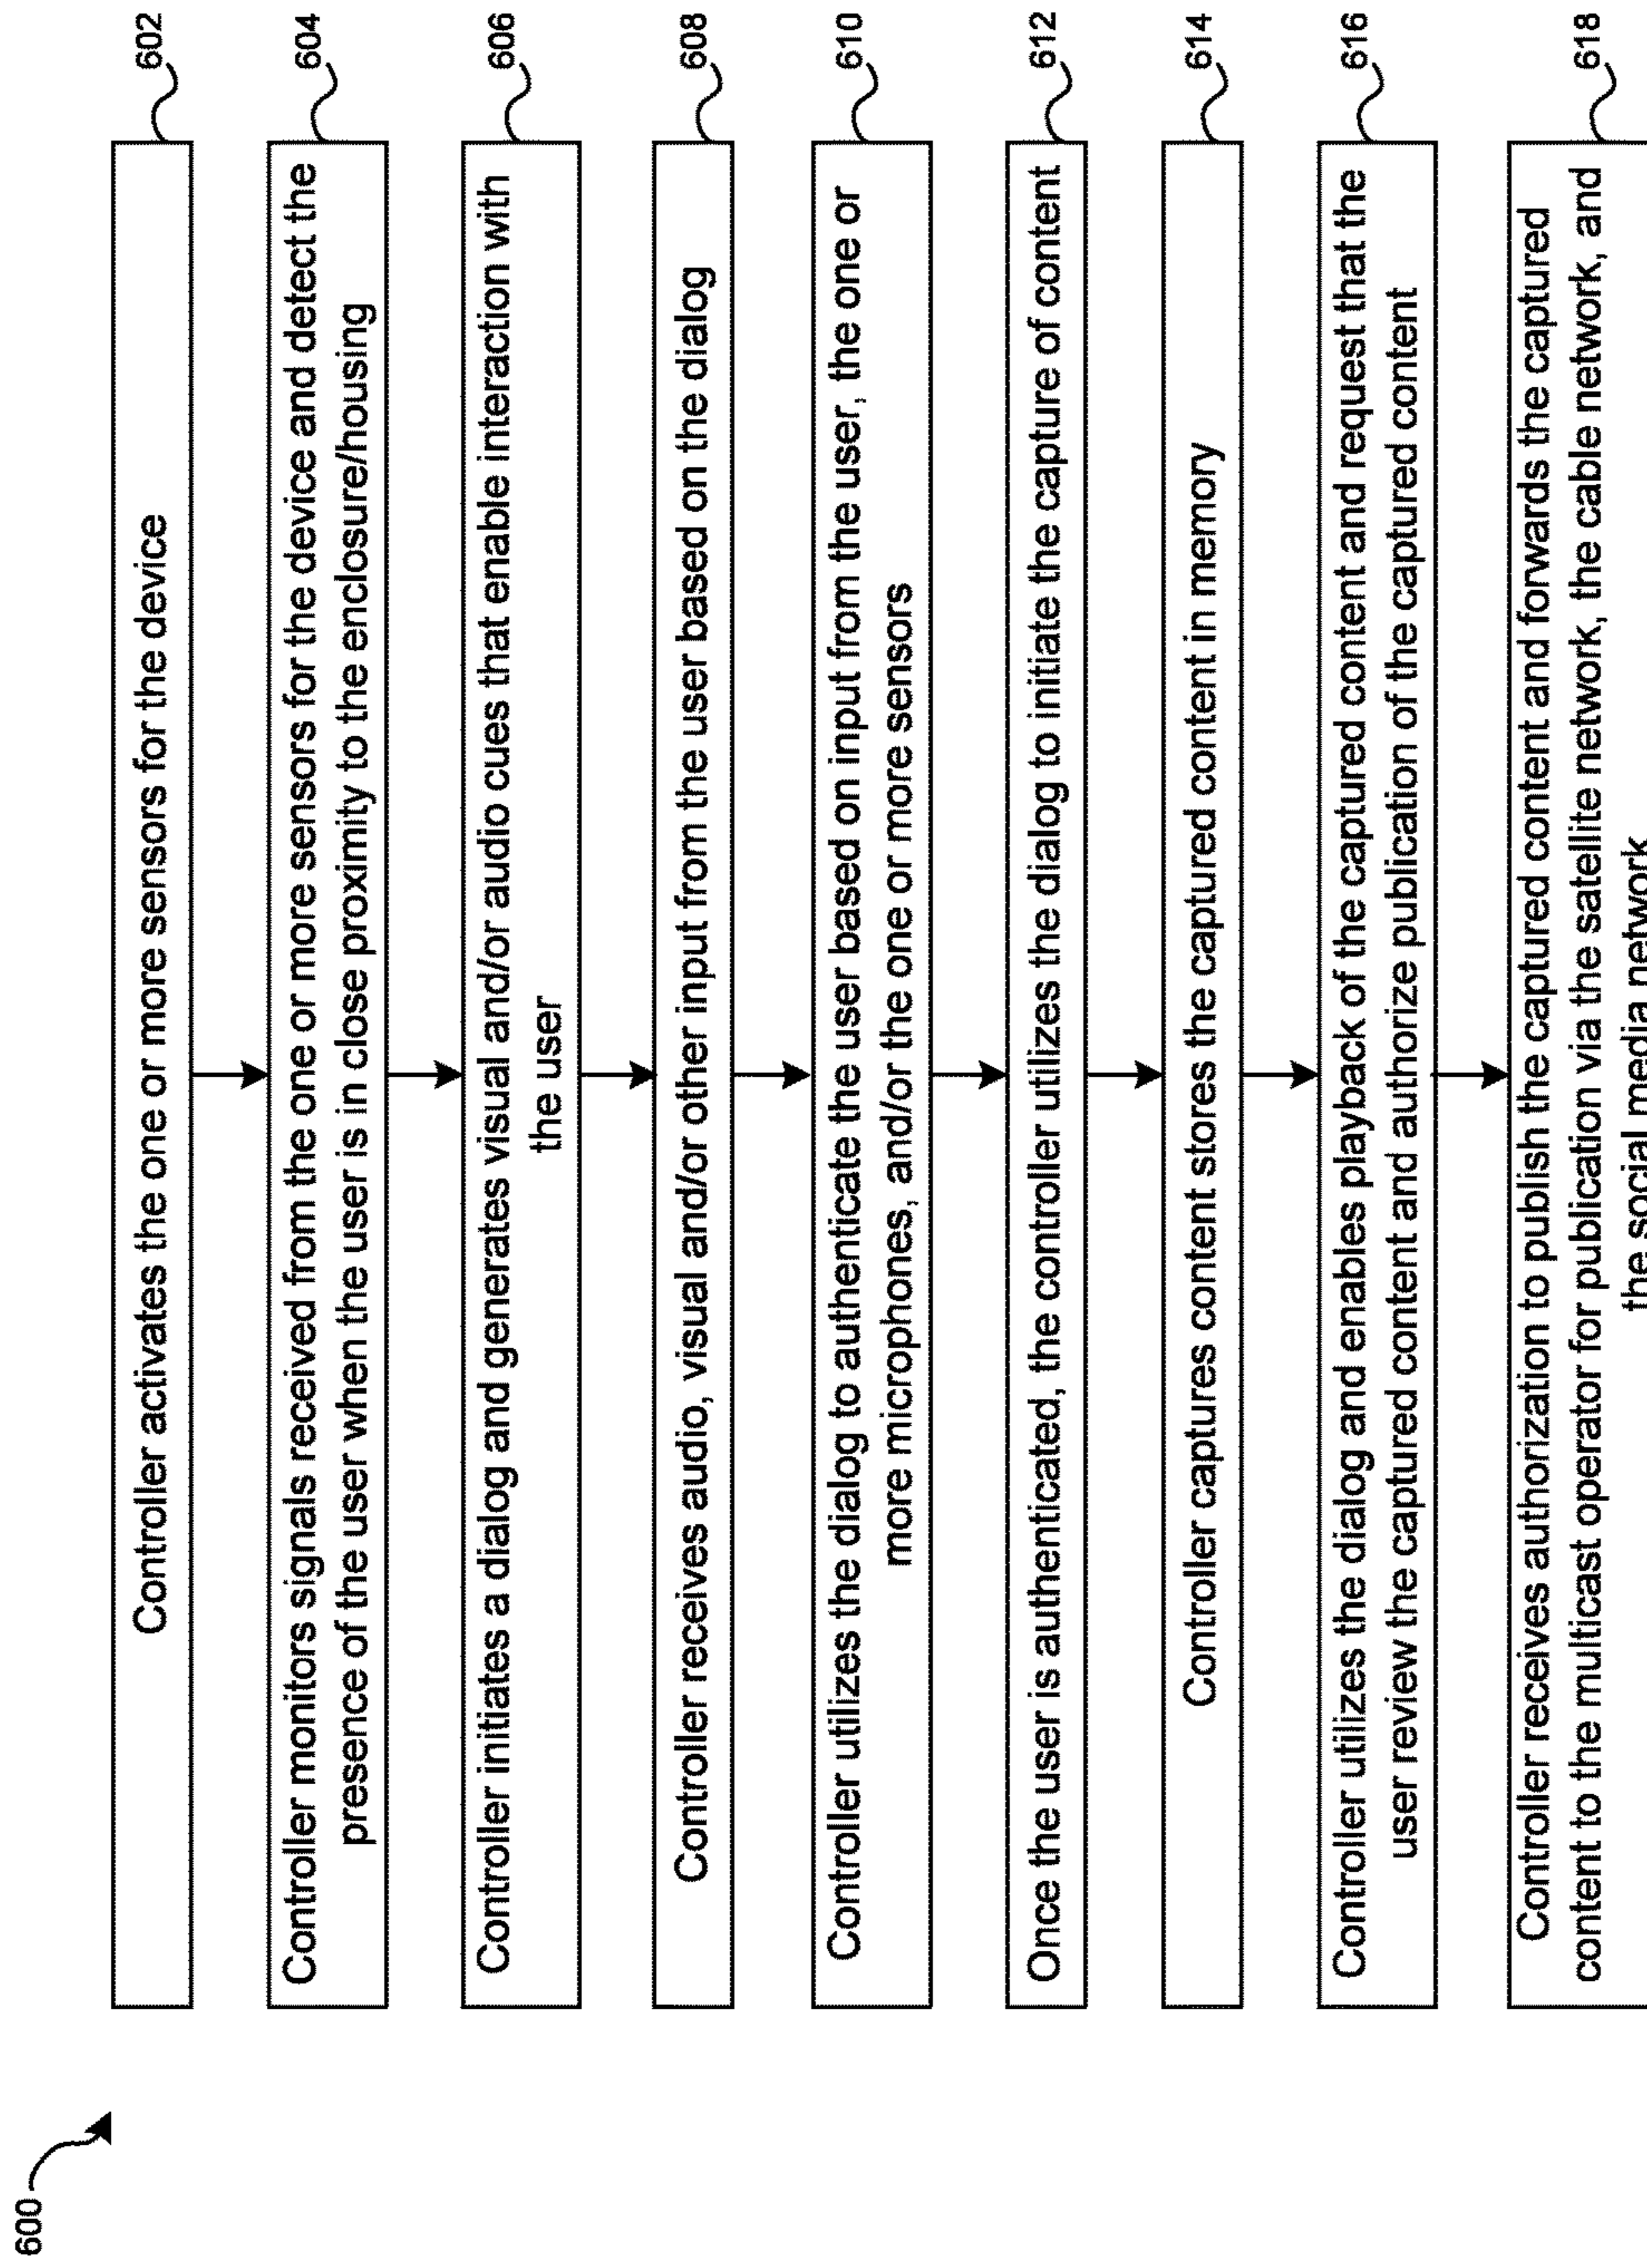 600
Controller activates the one or more sensors for the device
602
Controller monitors signals received from the one or more sensors for the device and detect the
presence of the user when the user is in close proximity to the enclosure/housing
604
Controller initiates a dialog and generates visual and/or audio cues that enable interaction with
the user
606
Controller receives audio, visual and/or other input from the user based on the dialog
608
Controller utilizes the dialog to authenticate the user based on input from the user, the one or
more microphones, and/or the one or more sensors
610
Once the user is authenticated, the controller utilizes the dialog to initiate the capture of content
612
Controller captures content stores the captured content in memory
614
Controller utilizes the dialog and enables playback of the captured content and request that the
user review the captured content and authorize publication of the captured content
616
Controller receives authorization to publish the captured content and forwards the captured
content to the multicast operator for publication via the satellite network, the cable network, and
the social media network
618